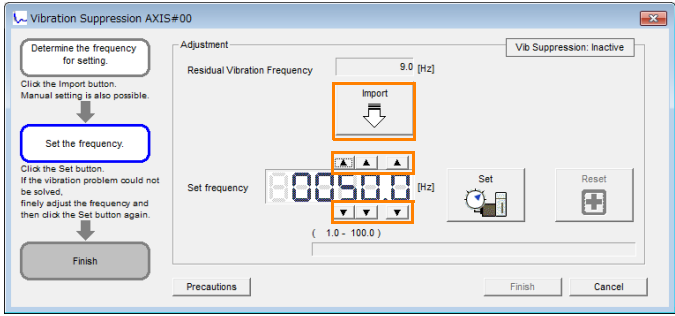 Vibration Suppression AXIS#00
Determine the frequency
for setting.
Click the Import button.
Manual setting is also possible.
Set the frequency.
Click the Set button.
If the vibration problem could not
be solved,
finely adjust the frequency and
then click the Set button again.
Finish
Adjustment
Vib Suppression: Inactive
Residual Vibration Frequency 9.0 [Hz]
Import
Set frequency 0050.0 [Hz]
Set
Reset
( 1.0 - 100.0 )
Precautions
Finish
Cancel